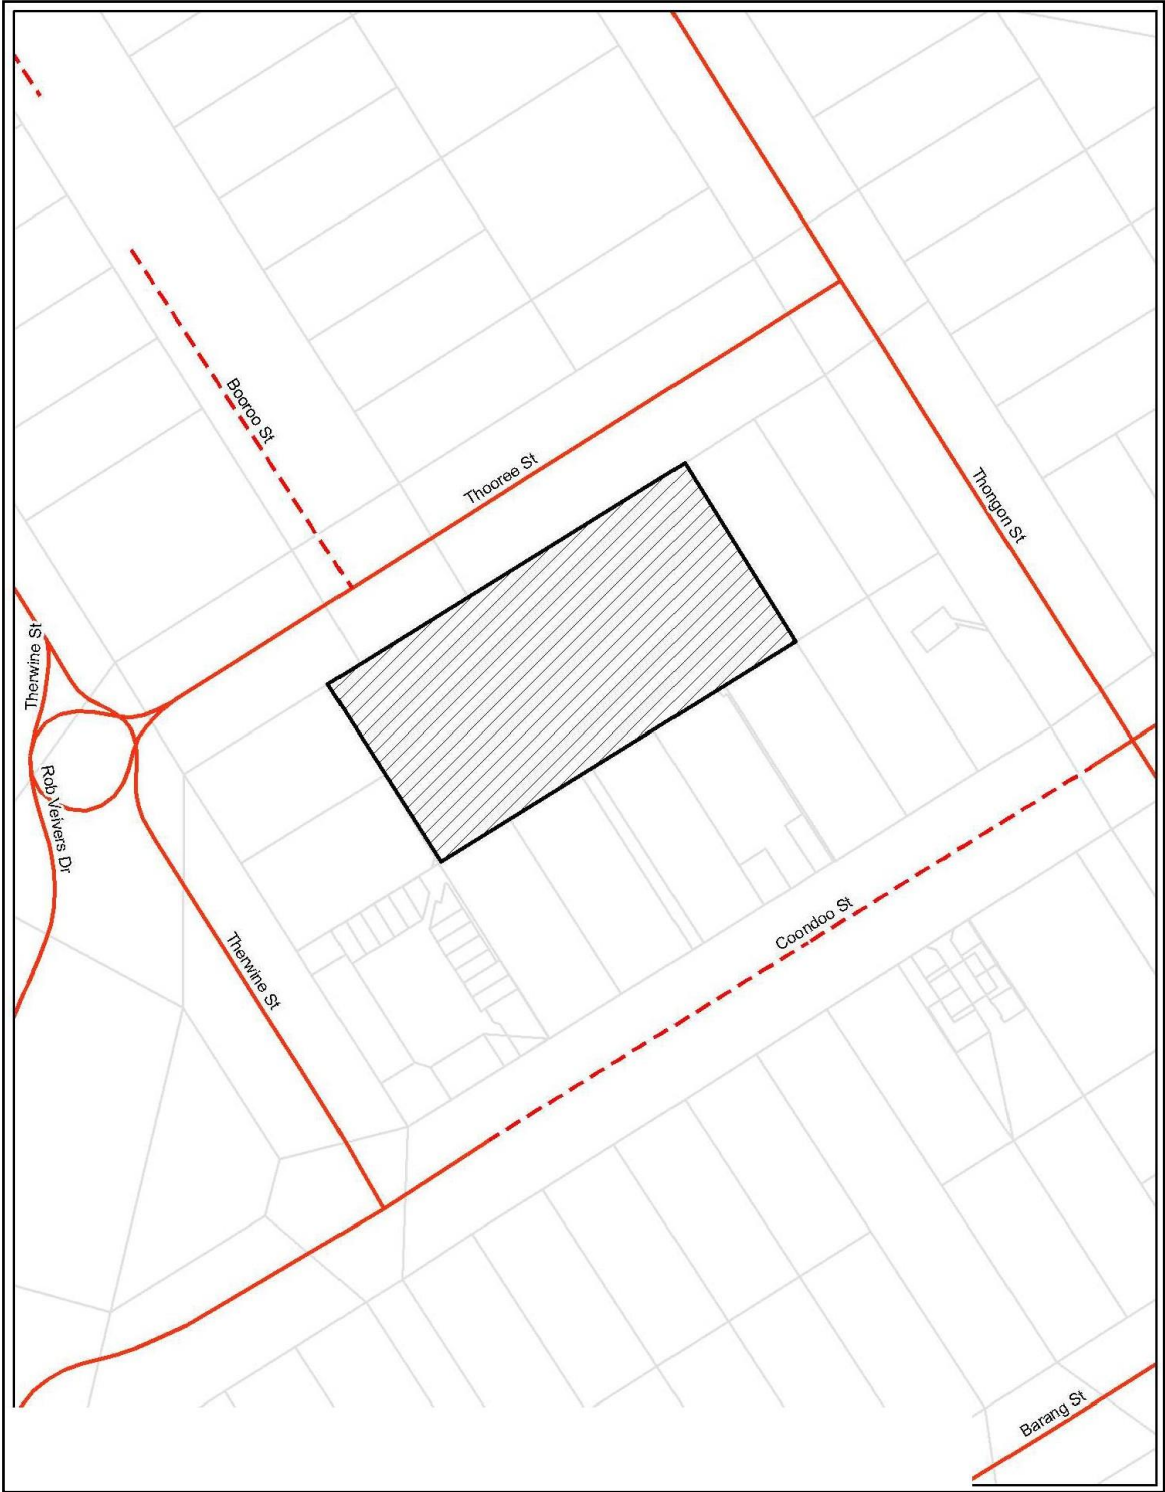 Booroo St
Thooree St
Thongon St
Therwine St
Rob Veivers Dr
Coondoo St
Therwine St
Barang St